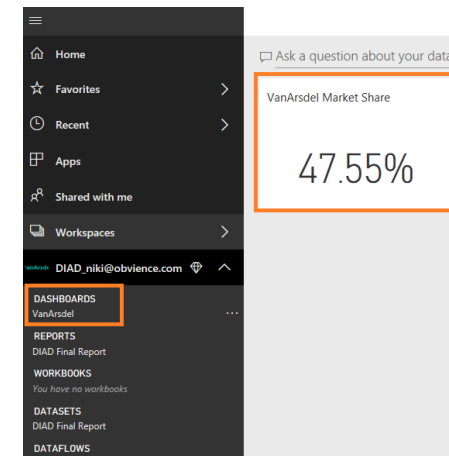 Home
Ask a question about your data
Favorites
VanArsdel Market Share
Recent
47.55%
Apps
Shared with me
Workspaces
VanArsde DIAD_niki@obvience.com
DASHBOARDS
VanArsdel
...
REPORTS
DIAD Final Report
WORKBOOKS
You have no workbooks
DATASETS
DIAD Final Report
DATAFLOWS